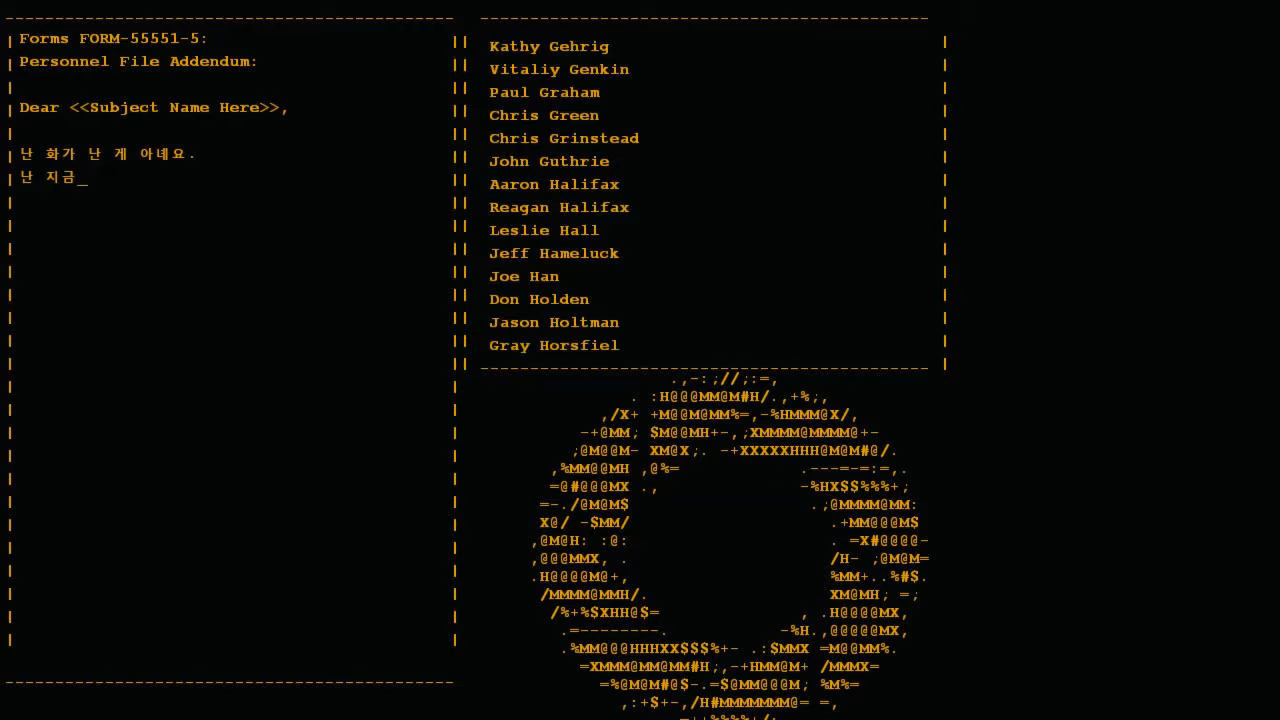 Forms FORM-55551-5:
Personnel File Addendum:
Dear <<Subject Name Here>>,
난 화가 난 게 아녜요.
난 지금_
Kathy Gehrig
Vitaliy Genkin
Paul Graham
Chris Green
Chris Grinstead
John Guthrie
Aaron Halifax
Reagan Halifax
Leslie Hall
Jeff Hameluck
Joe Han
Don Holden
Jason Holtman
Gray Horsfiel